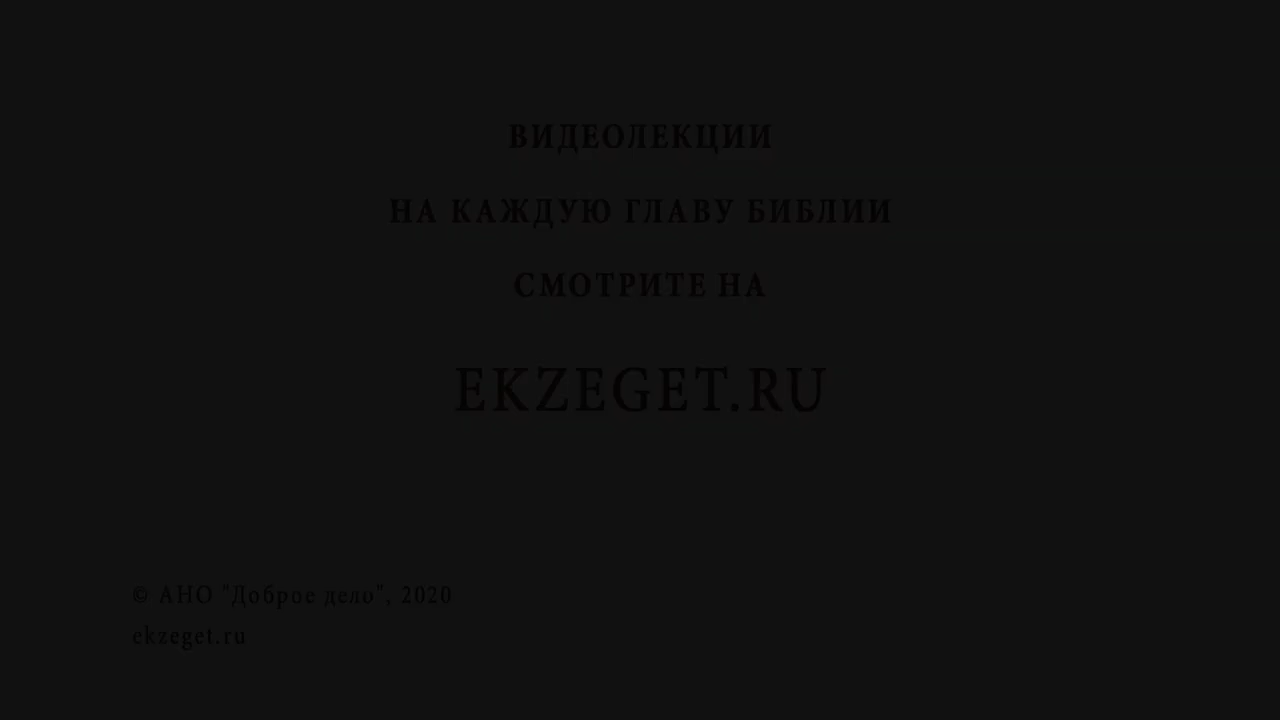 ВИДЕОЛЕКЦИИ
НА КАЖДУЮ ГЛАВУ БИБЛИИ
СМОТРИТЕ НА
EKZEGET.RU
© АНО "Доброе дело", 2020
ekzeget.ru